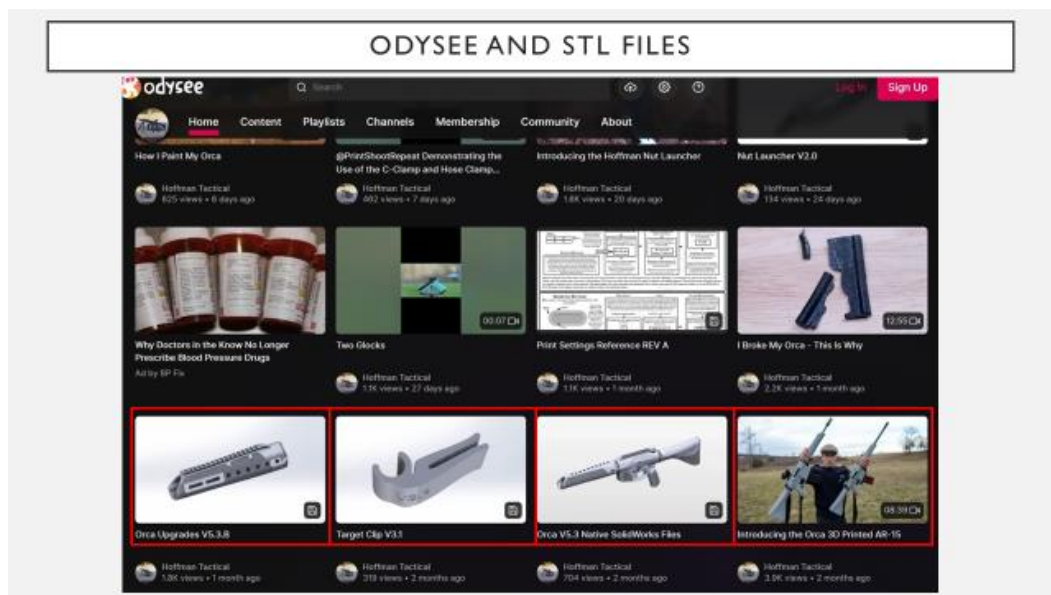 ODYSEE AND STL FILES
odysee
Search
Log In
Sign Up
Home Content Playlists Channels Membership Community About
How I Paint My Orca
@PrintShootRepeat Demonstrating the
Use of the C-Clamp and Hose Clamp...
Introducing the Hoffman Nut Launcher
Nut Launcher V2.0
Hoffman Tactical
625 views • 6 days ago
Hoffman Tactical
462 views • 7 days ago
Hoffman Tactical
1.6K views • 20 days ago
Hoffman Tactical
134 views • 24 days ago
00:07
12:55
Why Doctors in the Know No Longer
Prescribe Blood Pressure Drugs
Ad by BP Fix
Two Glocks
Hoffman Tactical
1.1K views • 27 days ago
Print Settings Reference REV A
Hoffman Tactical
1.1K views • 1 month ago
I Broke My Orca - This Is Why
Hoffman Tactical
2.2K views • 1 month ago
08:39
Orca Upgrades V5.3.B
Target Clip V3.1
Orca V5.3 Native SolidWorks Files
Introducing the Orca 3D Printed AR-15
Hoffman Tactical
1.8K views • 1 month ago
Hoffman Tactical
318 views • 2 months ago
Hoffman Tactical
704 views • 2 months ago
Hoffman Tactical
3.9K views • 2 months ago